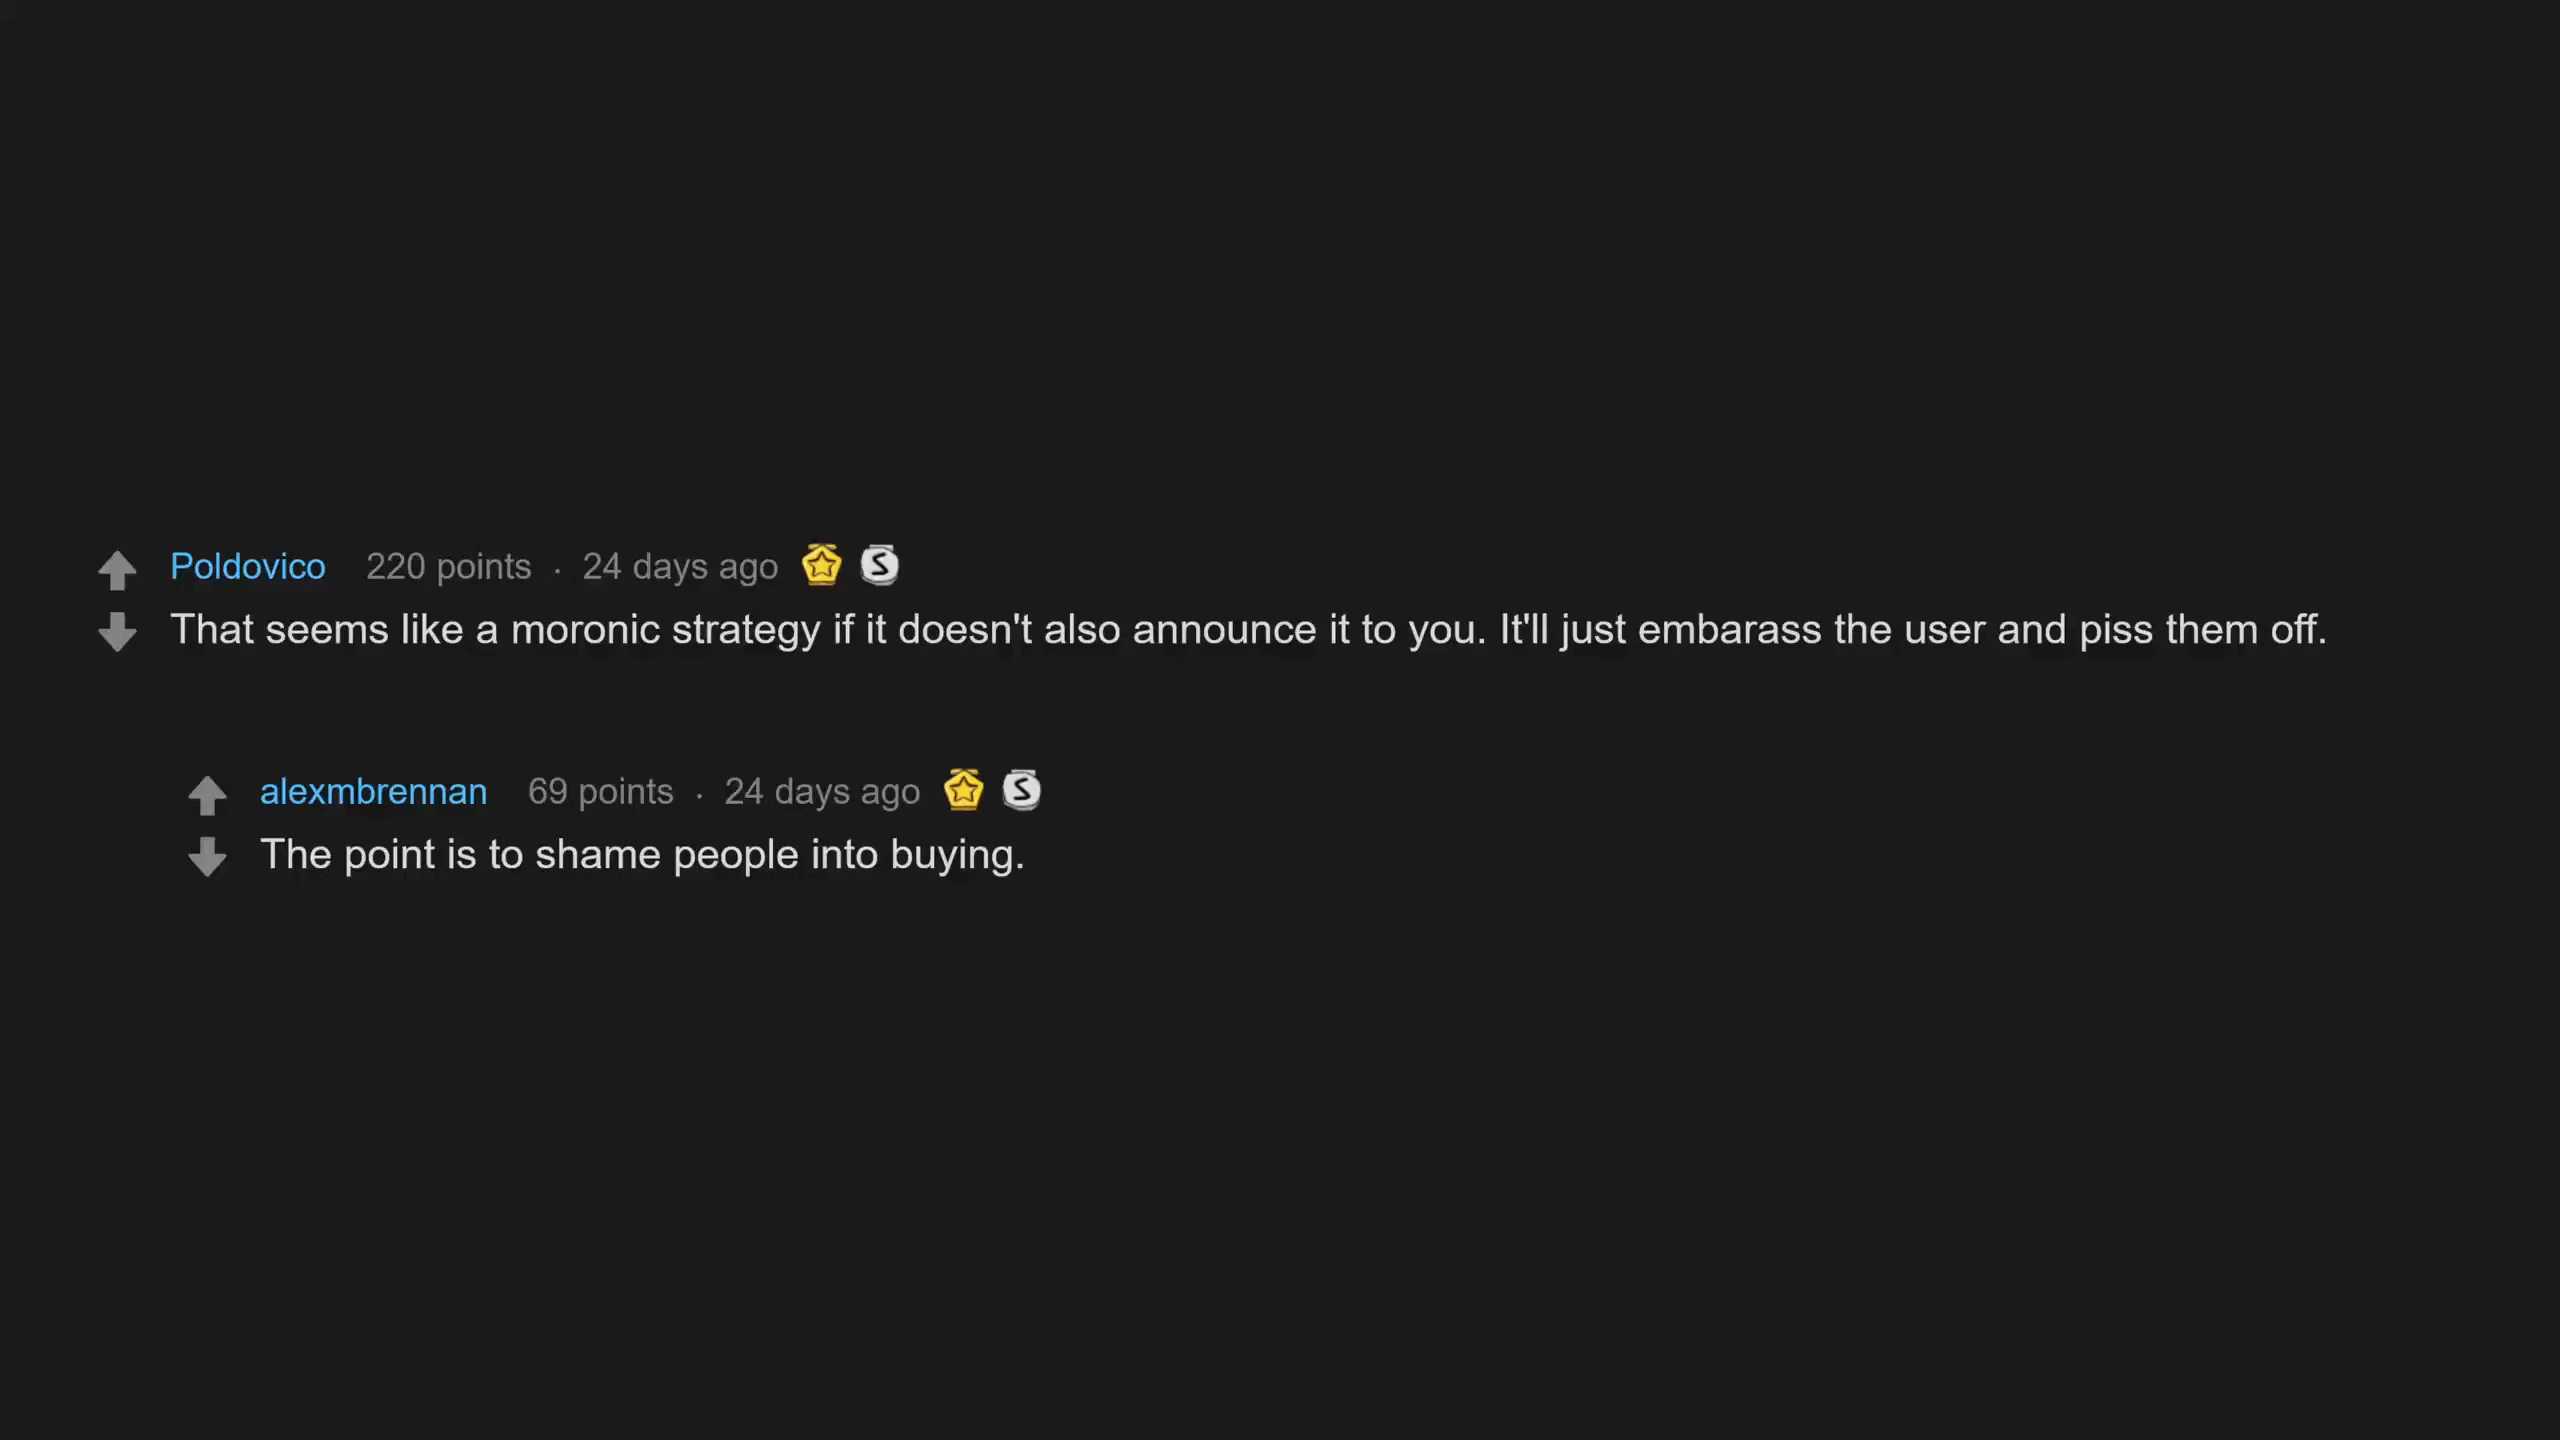 Poldovico 220 points · 24 days ago
That seems like a moronic strategy if it doesn't also announce it to you. It'll just embarass the user and piss them off.
alexmbrennan 69 points · 24 days ago
The point is to shame people into buying.